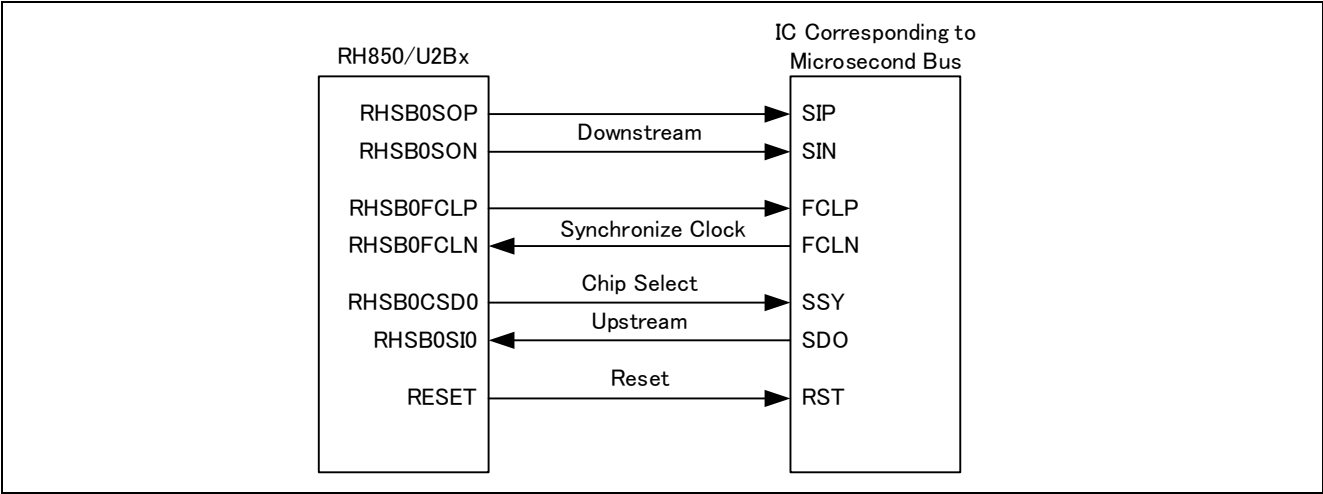 IC Corresponding to
Microsecond Bus
RH850/U2Bx
RHSB0SOP
SIP
Downstream
RHSB0SON
SIN
RHSB0FCLP
FCLP
Synchronize Clock
RHSB0FCLN
FCLN
Chip Select
RHSB0CSD0
SSY
Upstream
RHSB0SI0
SDO
Reset
RESET
RST